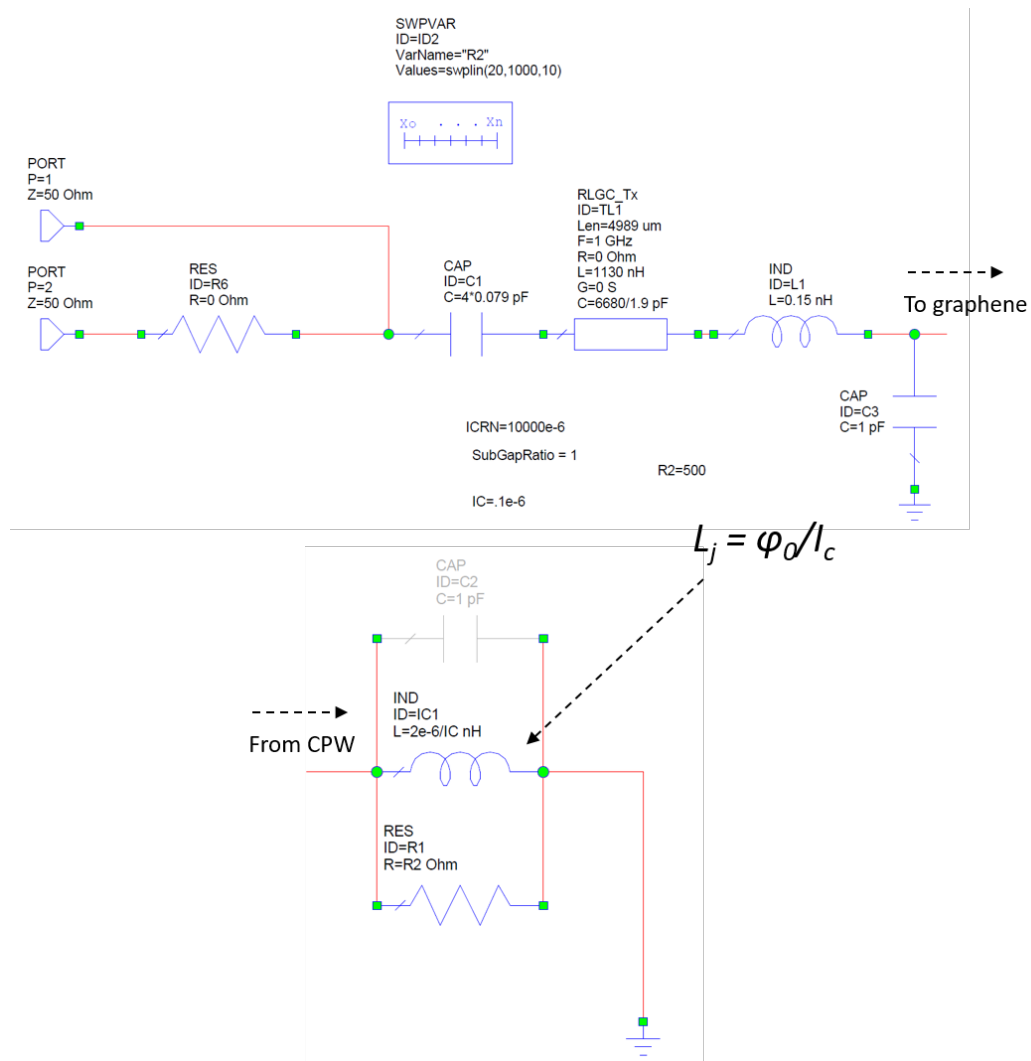 SWPVAR
ID=ID2
VarName="R2"
Values=swplin(20,1000,10)
Xo . . . Xn
PORT
P=1
Z=50 Ohm
PORT
P=2
Z=50 Ohm
RES
ID=R6
R=0 Ohm
CAP
ID=C1
C=4*0.079 pF
RLGC_Tx
ID=TL1
Len=4989 um
F=1 GHz
R=0 Ohm
L=1130 nH
G=0 S
C=6680/1.9 pF
IND
ID=L1
L=0.15 nH
To graphene
CAP
ID=C3
C=1 pF
ICRN=10000e-6
SubGapRatio = 1
R2=500
IC=.1e-6
L_j = φ_0/I_c
CAP
ID=C2
C=1 pF
IND
ID=IC1
L=2e-6/IC nH
From CPW
RES
ID=R1
R=R2 Ohm